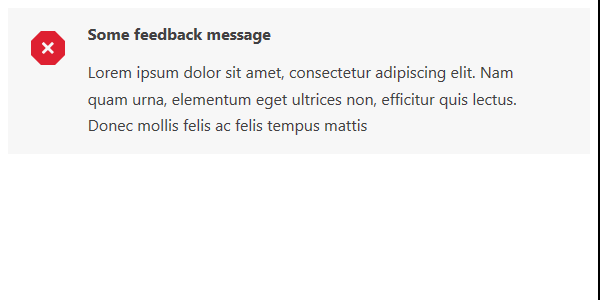 Some feedback message
Lorem ipsum dolor sit amet, consectetur adipiscing elit. Nam
quam urna, elementum eget ultrices non, efficitur quis lectus.
Donec mollis felis ac felis tempus mattis